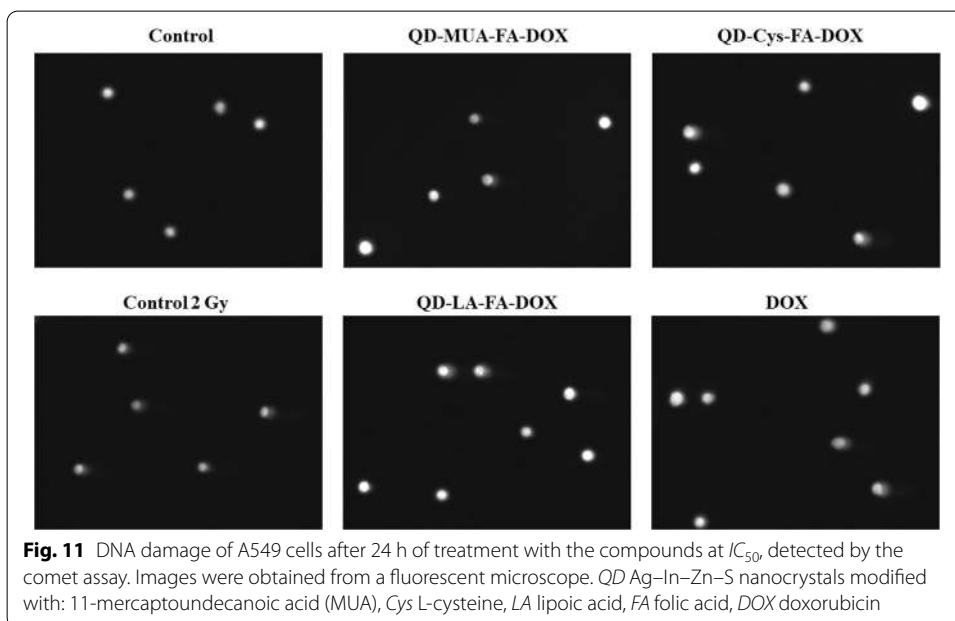 Control
QD-MUA-FA-DOX
QD-Cys-FA-DOX
Control 2 Gy
QD-LA-FA-DOX
DOX
Fig. 11 DNA damage of A549 cells after 24 h of treatment with the compounds at IC50, detected by the
comet assay. Images were obtained from a fluorescent microscope. QD Ag–In–Zn–S nanocrystals modified
with: 11-mercaptoundecanoic acid (MUA), Cys L-cysteine, LA lipoic acid, FA folic acid, DOX doxorubicin